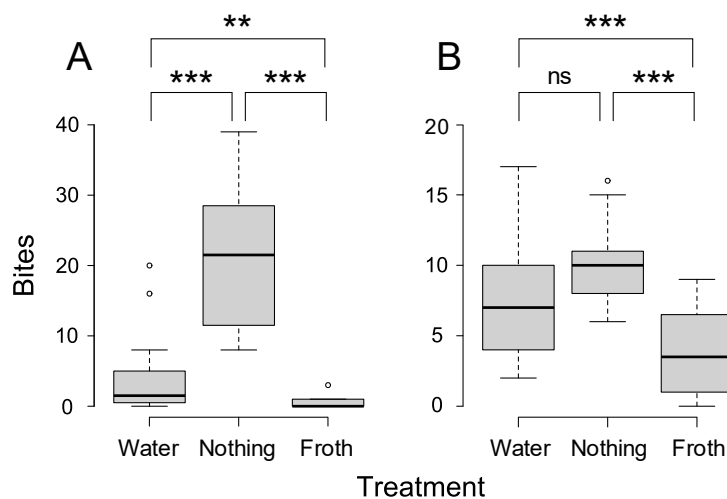 A
**
***
***
B
***
ns
***
Bites
40
30
20
10
0
20
15
10
5
0
Water Nothing Froth
Water Nothing Froth
Treatment